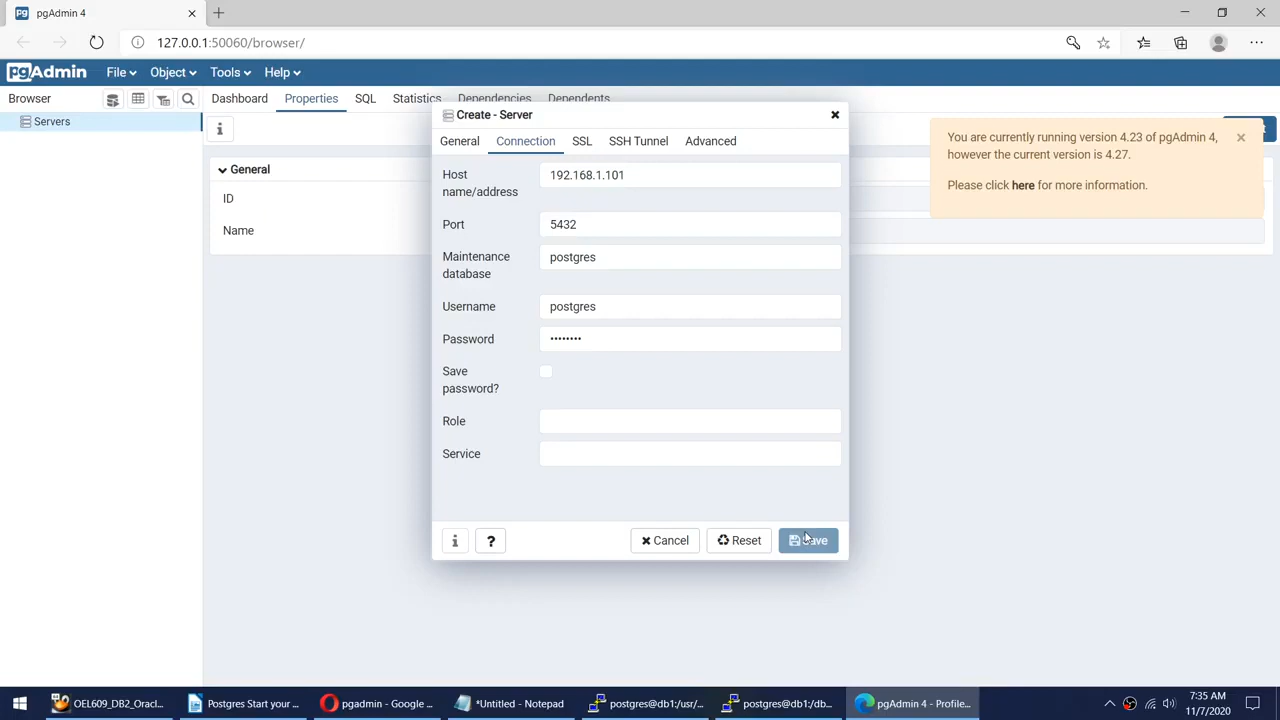 pgAdmin 4
127.0.0.1:50060/browser/
pgAdmin File Object Tools Help
Browser Dashboard Properties SQL Statistics Dependencies Dependents
Servers
Create - Server
General Connection SSL SSH Tunnel Advanced
You are currently running version 4.23 of pgAdmin 4,
however the current version is 4.27.
Please click here for more information.
General
ID
Name
Host
name/address
192.168.1.101
Port 5432
Maintenance
database
postgres
Username postgres
Password ••••••••
Save
password?
Role
Service
i ? Cancel Reset
OEL609_DB2_Oracl...
Postgres Start your ...
pgadmin - Google ...
*Untitled - Notepad
postgres@db1:/usr/...
postgres@db1:/db...
pgAdmin 4 - Profile...
7:35 AM
11/7/2020